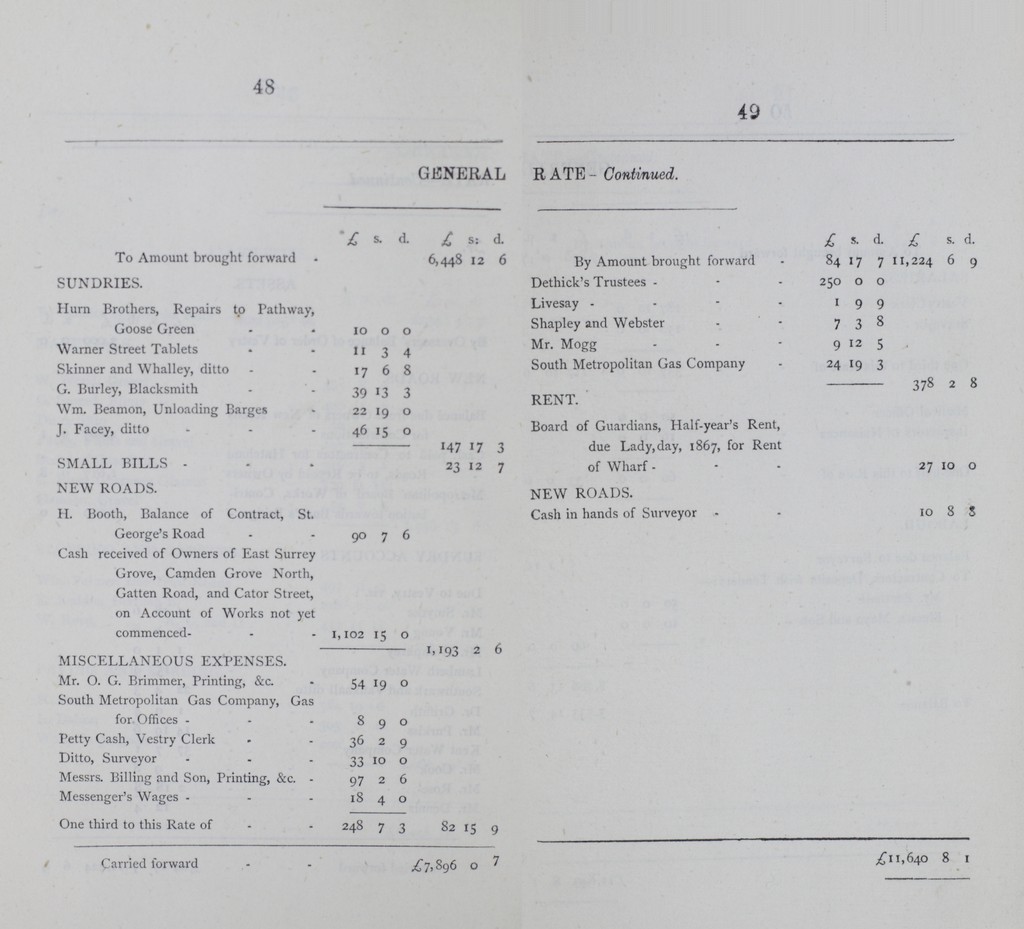 48
GENERAL
£ s. d. £ s: d.
To Amount brought forward - 6,448 12 6
SUNDRIES.
Hurn Brothers, Repairs to Pathway,
Goose Green - - 10 0 0
Warner Street Tablets - - 11 3 4
Skinner and Whalley, ditto - - 17 6 8
G. Burley, Blacksmith - - 39 13 3
Wm. Beamon, Unloading Barges - 22 19 0
J. Facey, ditto - - - 46 15 0
147 17 3
SMALL BILLS - - - 23 12 7
NEW ROADS.
H. Booth, Balance of Contract, St.
George's Road - - 90 7 6
Cash received of Owners of East Surrey
Grove, Camden Grove North,
Gatten Road, and Cator Street,
on Account of Works not yet
commenced- - - 1,102 15 0
1,193 2 6
MISCELLANEOUS EXPENSES.
Mr. O. G. Brimmer, Printing, &c. - 54 19 0
South Metropolitan Gas Company, Gas
for Offices - - - 8 9 0
Petty Cash, Vestry Clerk - - 36 2 9
Ditto, Surveyor - - - 33 10 0
Messrs. Billing and Son, Printing, &c. - 97 2 6
Messenger's Wages - - - 18 4 0
One third to this Rate of - - 248 7 3 82 15 9
Carried forward - - £7,896 0 7
49
RATE - Continued.
£ s. d. £ s. d.
By Amount brought forward - 84 17 7 11,224 6 9
Dethick's Trustees - - - 250 0 0
Livesay - - - - 1 9 9
Shapley and Webster - - 7 3 8
Mr. Mogg - - - 9 12 5
South Metropolitan Gas Company - 24 19 3
378 2 8
RENT.
Board of Guardians, Half-year's Rent,
due Lady,day, 1867, for Rent
of Wharf - - - 27 10 0
NEW ROADS.
Cash in hands of Surveyor - - 10 8 8
£11,640 8 1